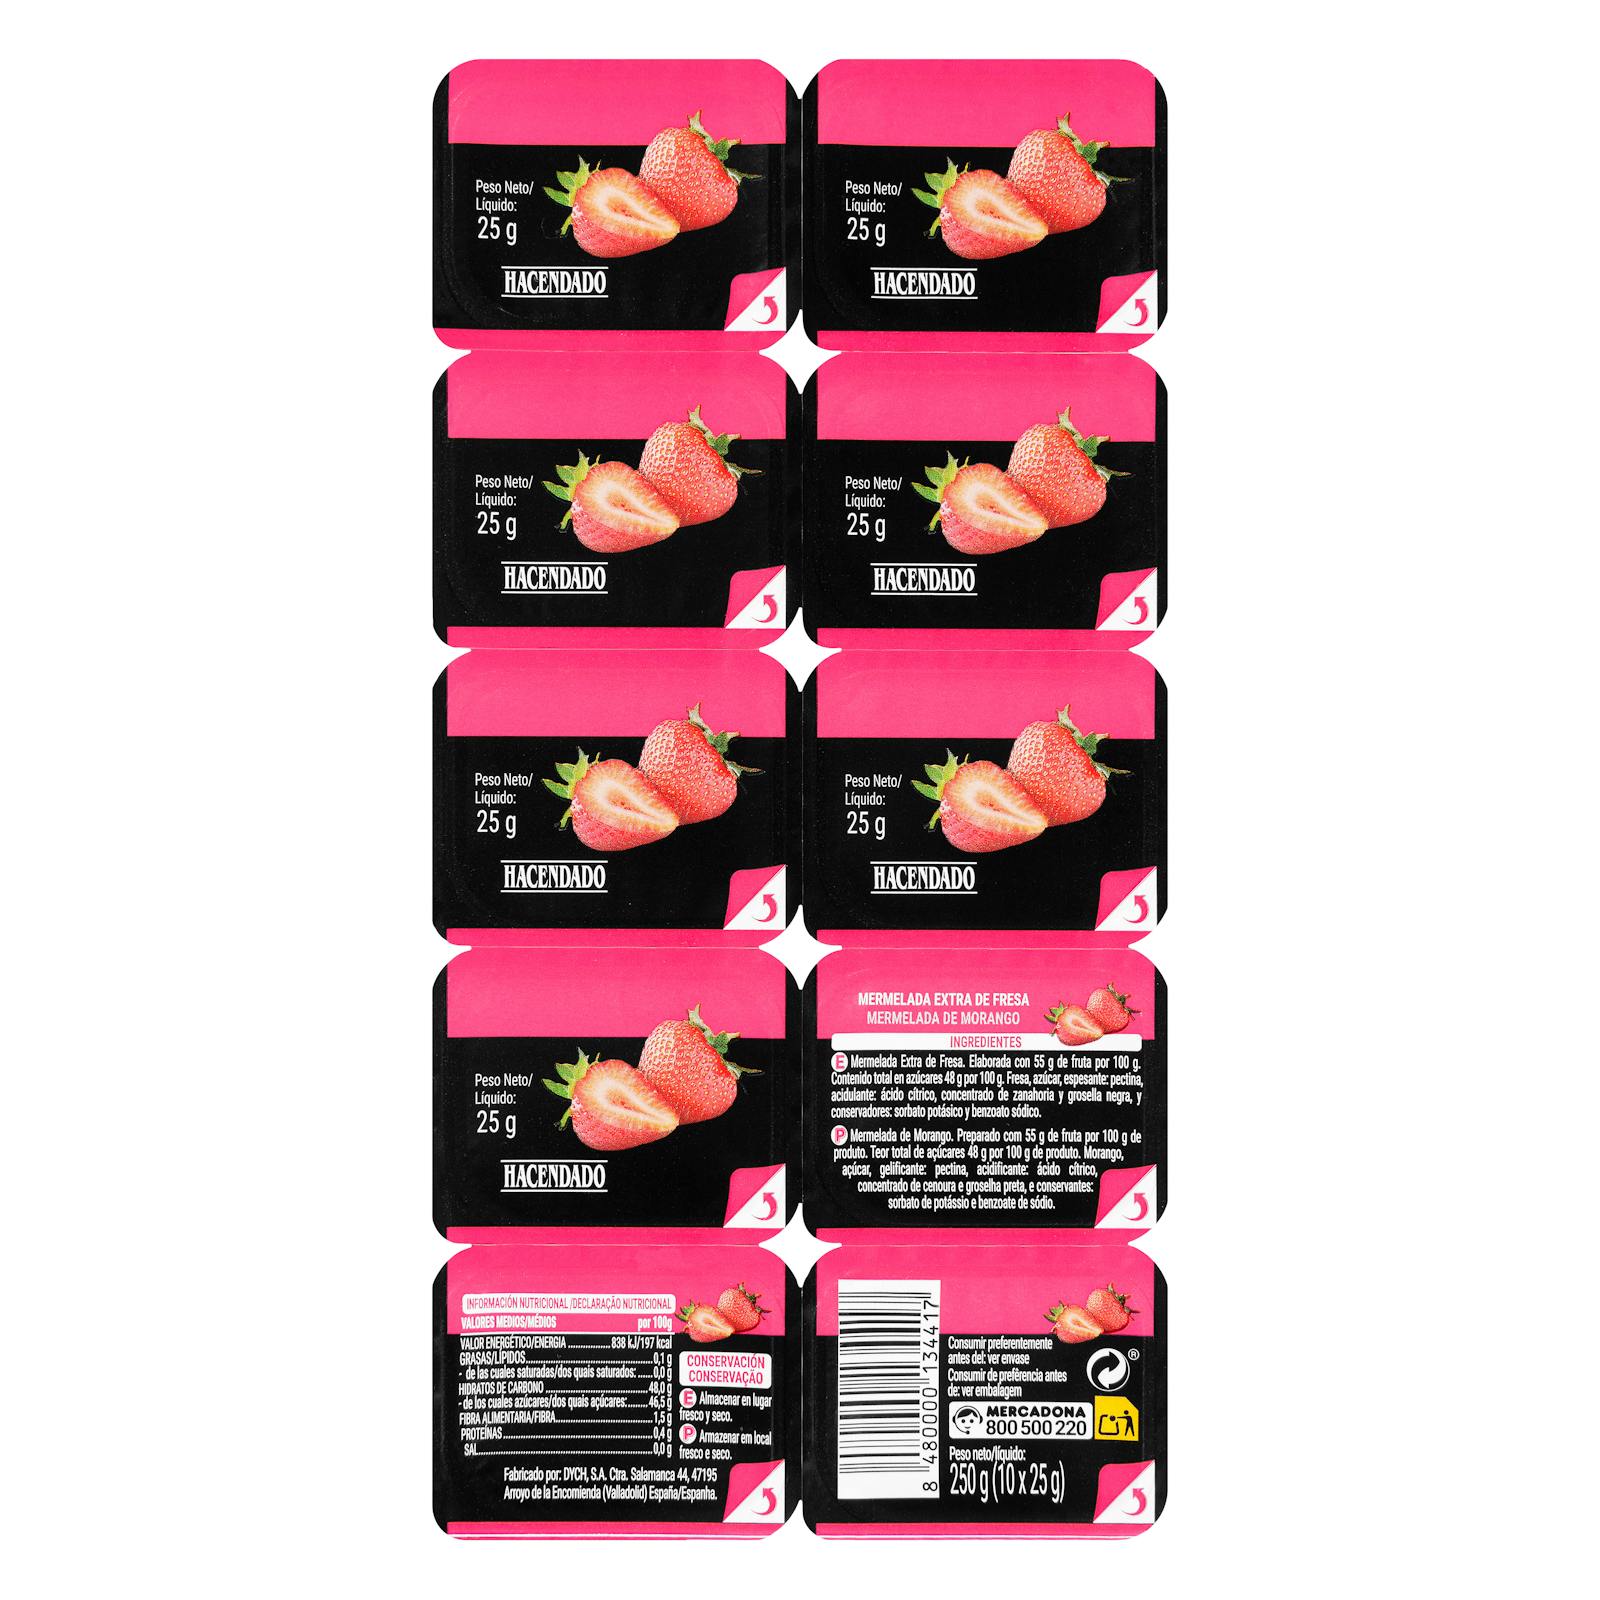 Peso Neto/
Líquido:
25 g
HACENDADO
Peso Neto/
Líquido:
25 g
HACENDADO
Peso Neto/
Líquido:
25 g
HACENDADO
Peso Neto/
Líquido:
25 g
HACENDADO
Peso Neto/
Líquido:
25 g
HACENDADO
Peso Neto/
Líquido:
25 g
HACENDADO
Peso Neto/
Líquido:
25 g
HACENDADO
MERMELADA EXTRA DE FRESA
MERMELADA DE MORANGO
INGREDIENTES
E Mermelada Extra de Fresa. Elaborada con 55 g de fruta por 100 g.
Contenido total en azúcares 48 g por 100 g. Fresa, azúcar, espesante: pectina,
acidulante: ácido cítrico, concentrado de zanahoria y grosella negra, y
conservadores: sorbato potásico y benzoato sódico.
P Mermelada de Morango. Preparado com 55 g de fruta por 100 g de
produto. Teor total de açúcares 48 g por 100 g de produto. Morango,
açúcar, gelificante: pectina, acidificante: ácido cítrico,
concentrado de cenoura e groselha preta, e conservantes:
sorbato de potássio e benzoate de sódio.
INFORMACIÓN NUTRICIONAL/DECLARAÇÃO NUTRICIONAL
VALORES MEDIOS/MÉDIOS por 100g
VALOR ENERGÉTICO/ENERGIA ............838 kJ/197 kcal
GRASAS/LÍPIDOS..............................0,1 g
- de las cuales saturadas/dos quais saturados: ......0,0 g
HIDRATOS DE CARBONO .........................48,0 g
- de los cuales azúcares/dos quais açúcares:......46,5 g
FIBRA ALIMENTARIA/FIBRA.........................1,5 g
PROTEÍNAS....................................0,4 g
SAL.........................................0,0 g
CONSERVACIÓN
CONSERVAÇÃO
E Almacenar en lugar
fresco y seco.
P Armazenar em local
fresco e seco.
Fabricado por: DYCH, S.A. Ctra. Salamanca 44, 47195
Arroyo de la Encomienda (Valladolid) España/Espanha.
8 480000 134417
Consumir preferentemente
antes del: ver envase
Consumir de preferência antes
de: ver embalagem
®
MERCADONA
800 500 220
Peso neto/líquido:
250 g (10 x 25 g)